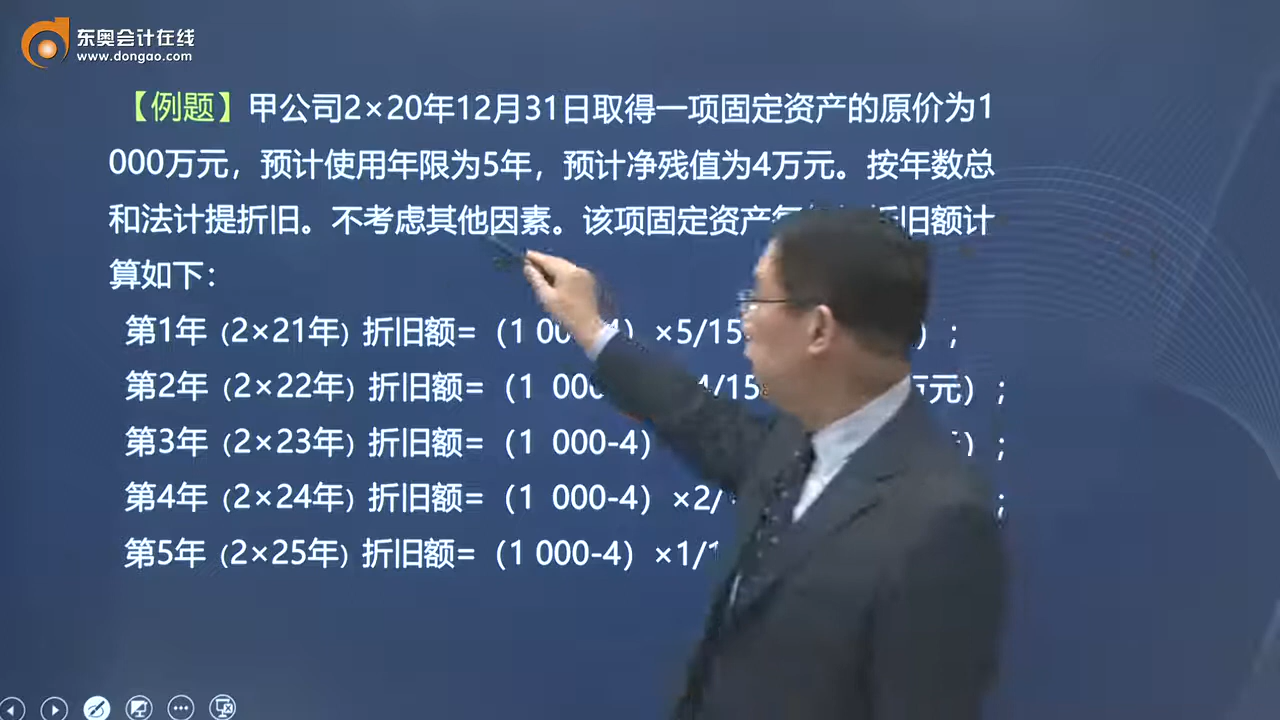 东奥会计在线
www.dongao.com
【例题】甲公司2×20年12月31日取得一项固定资产的原价为1
000万元，预计使用年限为5年，预计净残值为4万元。按年数总
和法计提折旧。不考虑其他因素。该项固定资产 折旧额计
算如下：
第1年（2×21年）折旧额=（1 00 4）×5/15 ）；
第2年（2×22年）折旧额=（1 000 4/15 万元）；
第3年（2×23年）折旧额=（1 000-4） ）；
第4年（2×24年）折旧额=（1 000-4）×2/ ；
第5年（2×25年）折旧额=（1 000-4）×1/1